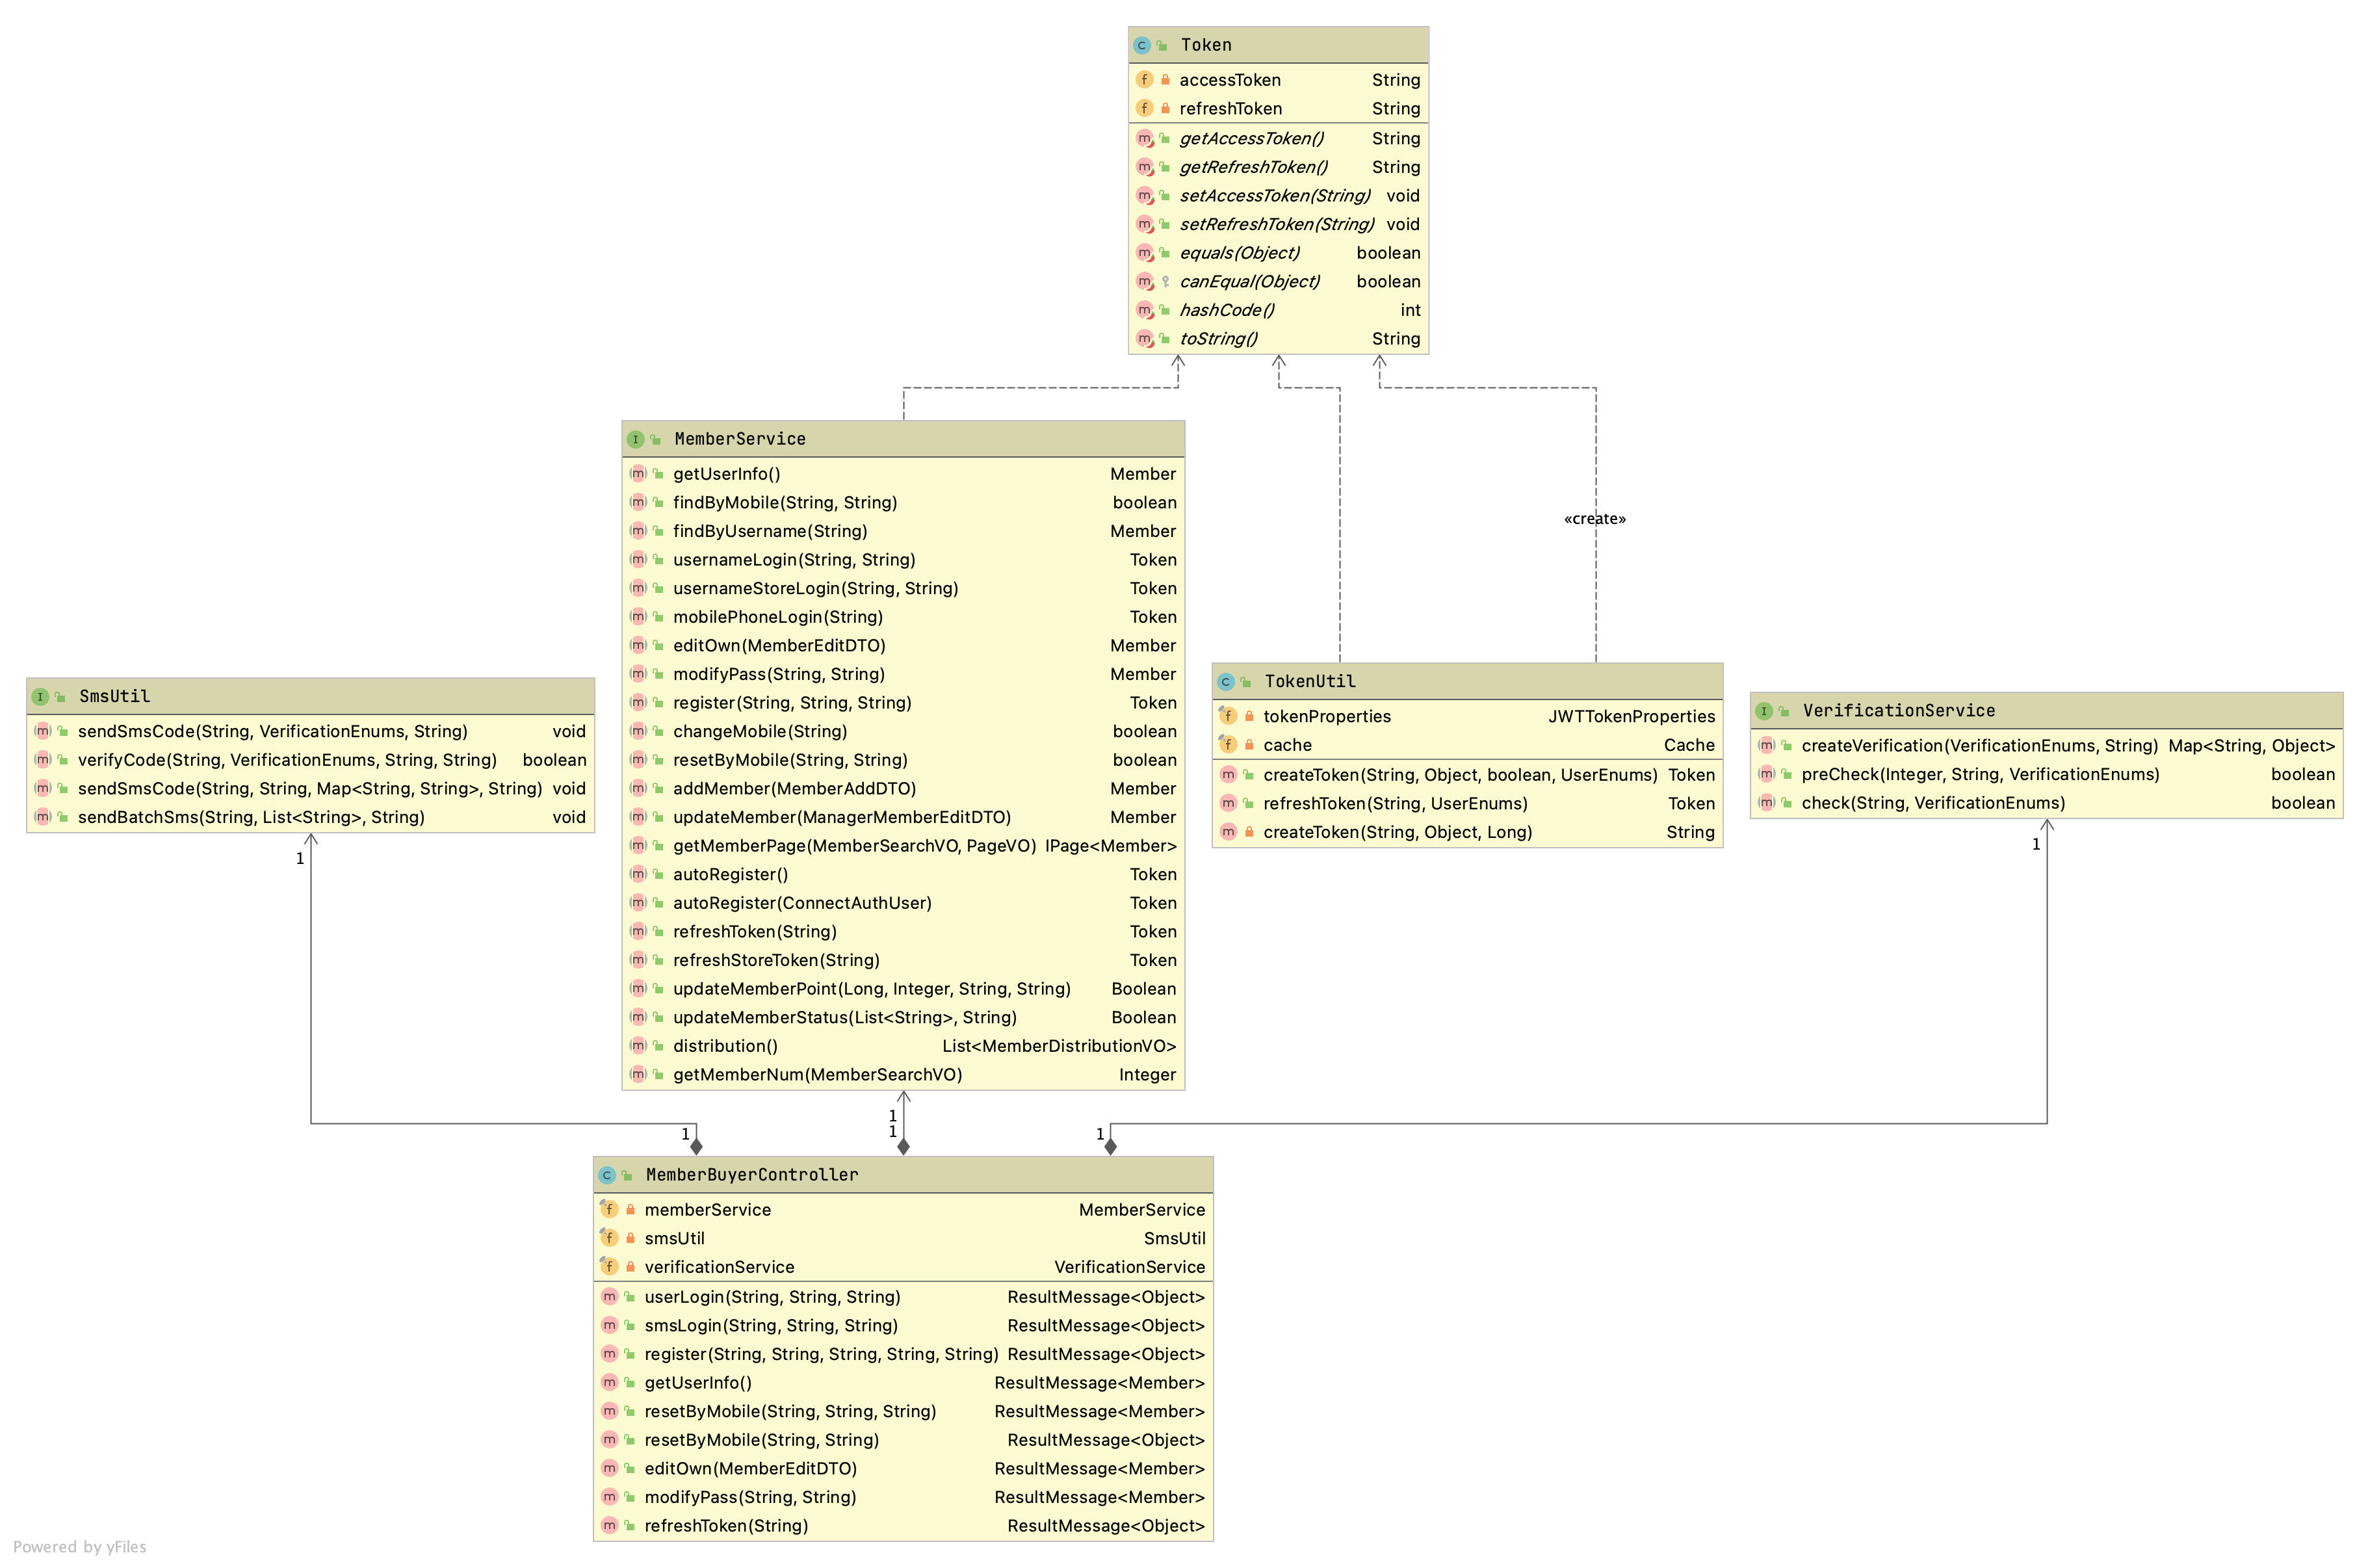 Token
accessToken String
refreshToken String
getAccessToken() String
getRefreshToken() String
setAccessToken(String) void
setRefreshToken(String) void
equals(Object) boolean
canEqual(Object) boolean
hashCode() int
toString() String
MemberService
getUserInfo() Member
findByMobile(String, String) boolean
findByUsername(String) Member
usernameLogin(String, String) Token
usernameStoreLogin(String, String) Token
mobilePhoneLogin(String) Token
editOwn(MemberEditDTO) Member
modifyPass(String, String) Member
register(String, String, String) Token
changeMobile(String) boolean
resetByMobile(String, String) boolean
addMember(MemberAddDTO) Member
updateMember(ManagerMemberEditDTO) Member
getMemberPage(MemberSearchVO, PageVO) IPage<Member>
autoRegister() Token
autoRegister(ConnectAuthUser) Token
refreshToken(String) Token
refreshStoreToken(String) Token
updateMemberPoint(Long, Integer, String, String) Boolean
updateMemberStatus(List<String>, String) Boolean
distribution() List<MemberDistributionVO>
getMemberNum(MemberSearchVO) Integer
«create»
SmsUtil
sendSmsCode(String, VerificationEnums, String) void
verifyCode(String, VerificationEnums, String, String) boolean
sendSmsCode(String, String, Map<String, String>, String) void
sendBatchSms(String, List<String>, String) void
TokenUtil
tokenProperties JWTTokenProperties
cache Cache
createToken(String, Object, boolean, UserEnums) Token
refreshToken(String, UserEnums) Token
createToken(String, Object, Long) String
VerificationService
createVerification(VerificationEnums, String) Map<String, Object>
preCheck(Integer, String, VerificationEnums) boolean
check(String, VerificationEnums) boolean
1
1
1
1
1
1
MemberBuyerController
memberService MemberService
smsUtil SmsUtil
verificationService VerificationService
userLogin(String, String, String) ResultMessage<Object>
smsLogin(String, String, String) ResultMessage<Object>
register(String, String, String, String, String) ResultMessage<Object>
getUserInfo() ResultMessage<Member>
resetByMobile(String, String, String) ResultMessage<Member>
resetByMobile(String, String) ResultMessage<Object>
editOwn(MemberEditDTO) ResultMessage<Member>
modifyPass(String, String) ResultMessage<Member>
refreshToken(String) ResultMessage<Object>
Powered by yFiles